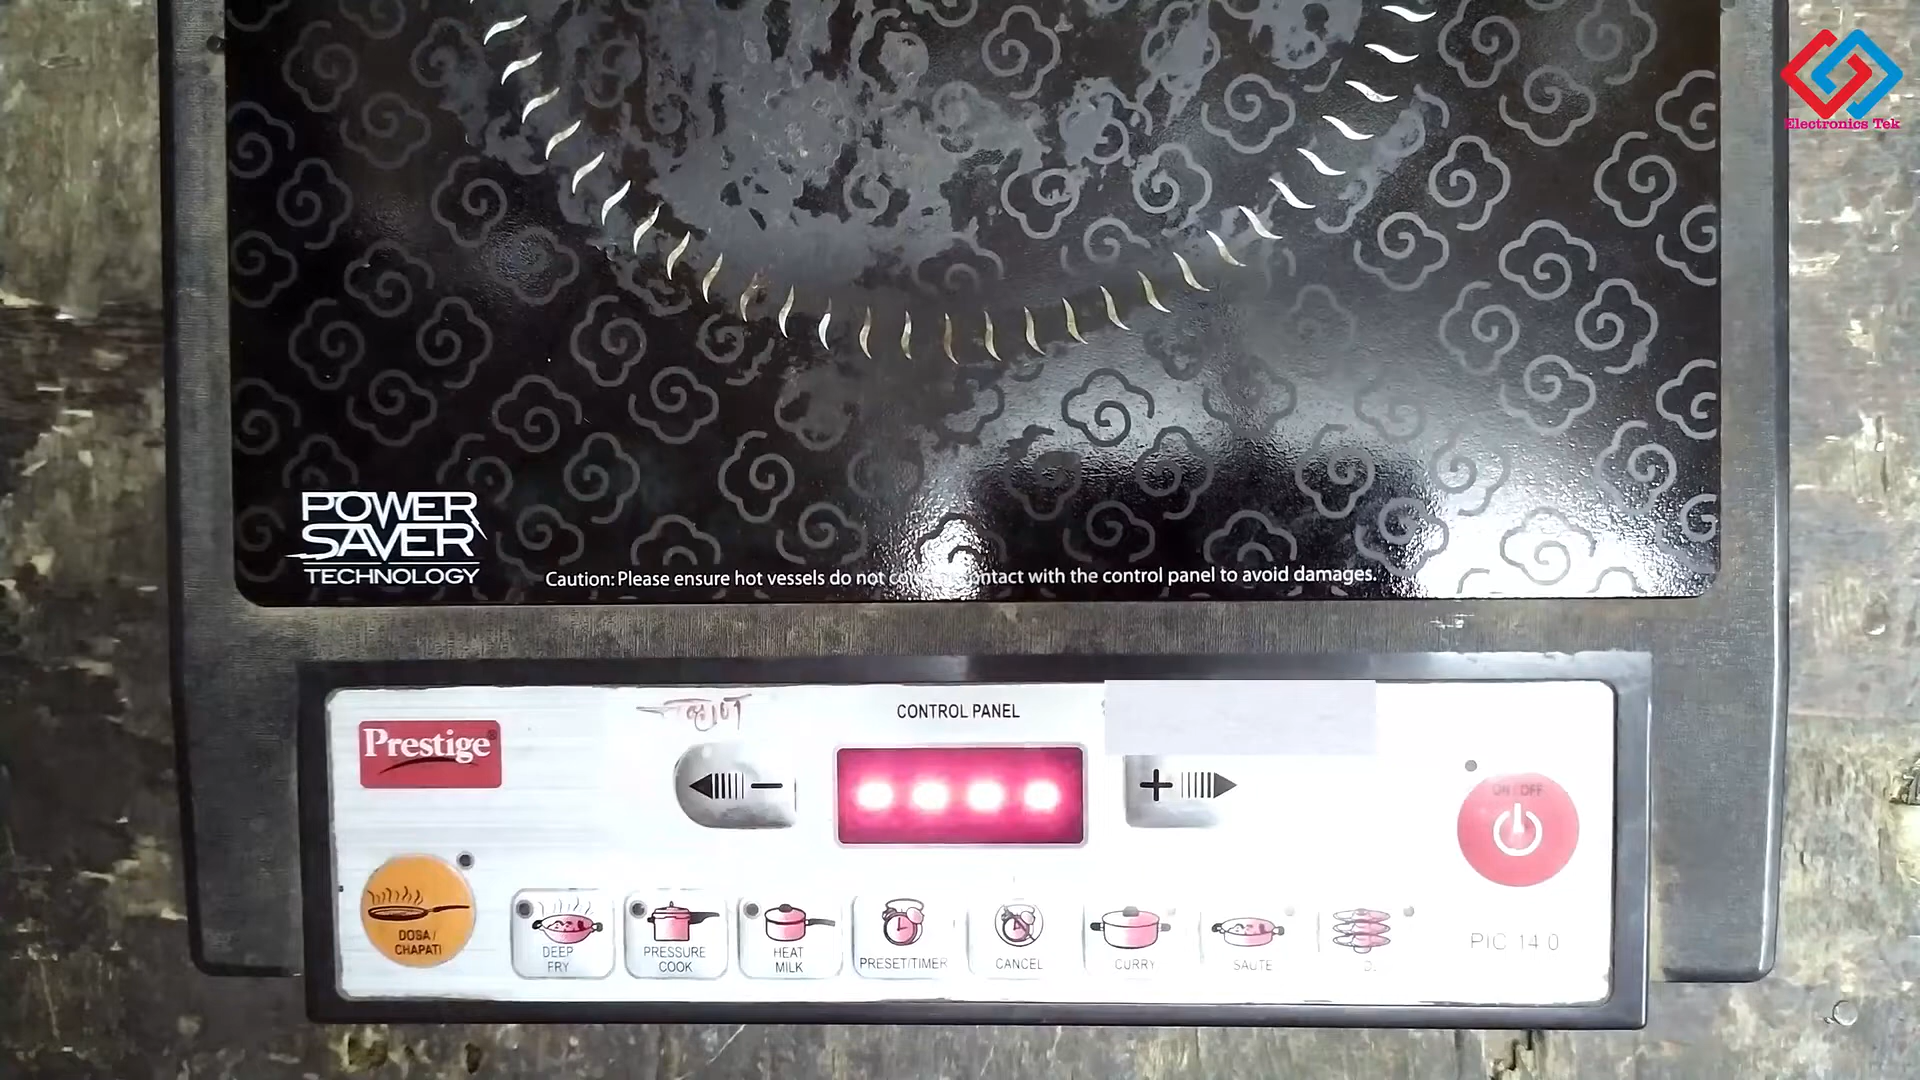 Electronics Tek
POWER
SAVER
TECHNOLOGY
Caution: Please ensure hot vessels do not contact with the control panel to avoid damages.
CONTROL PANEL
Prestige®
−
+
ON / OFF
DOSA /
CHAPATI
DEEP
FRY
PRESSURE
COOK
HEAT
MILK
PRESET/TIMER
CANCEL
CURRY
SAUTE
PIC 14.0